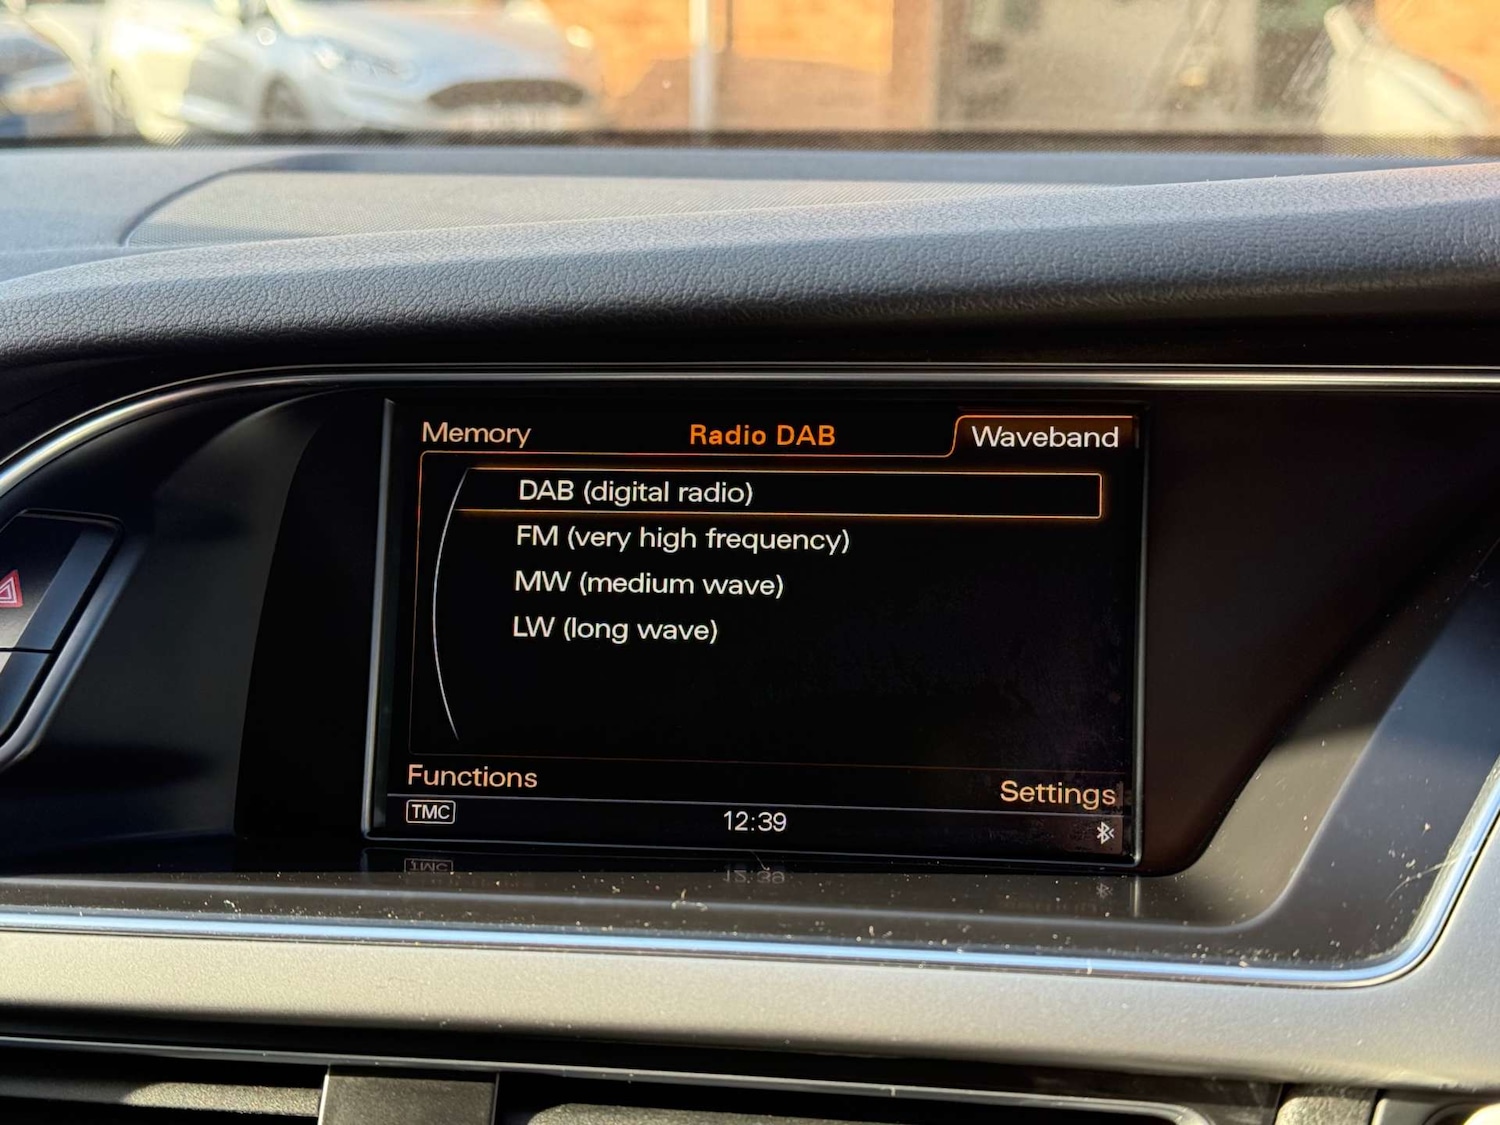 Memory Radio DAB Waveband
DAB (digital radio)
FM (very high frequency)
MW (medium wave)
LW (long wave)
Functions Settings
TMC 12:39